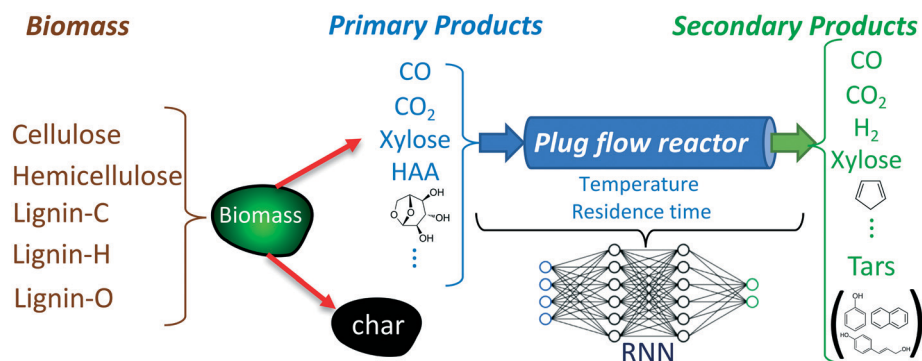 Biomass
Primary Products
Secondary Products
Cellulose
Hemicellulose
Lignin-C
Lignin-H
Lignin-O
Biomass
char
CO
CO₂
Xylose
HAA
OH
OH
OH
O
O
Plug flow reactor
Temperature
Residence time
RNN
CO
CO₂
H₂
Xylose
Tars
OH
HO
OH